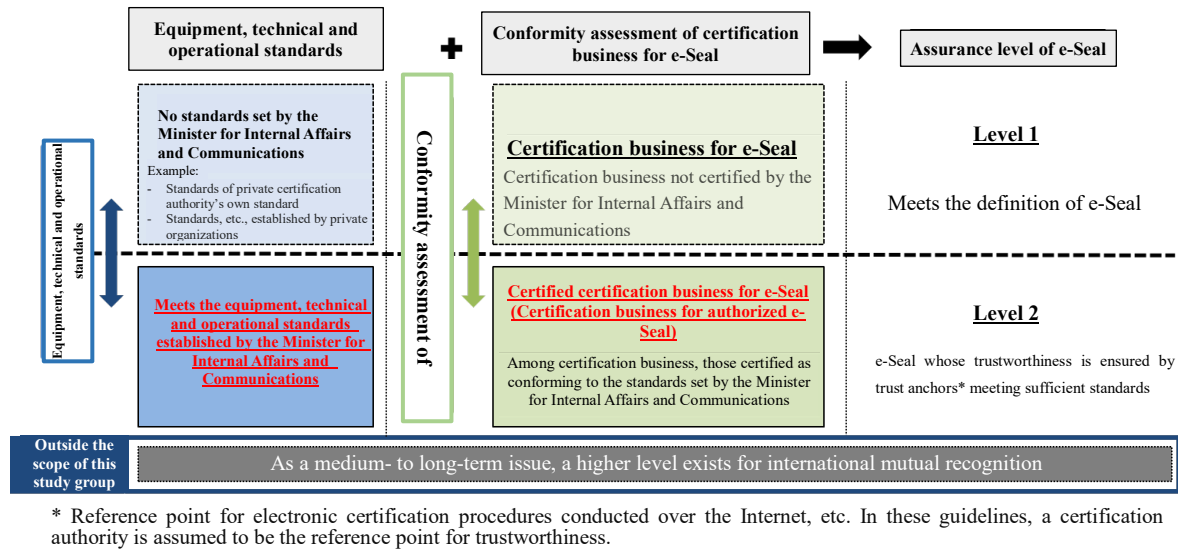 Equipment, technical and
operational standards
+
Conformity assessment of certification
business for e-Seal
Assurance level of e-Seal
Equipment, technical and operational
standards
No standards set by the
Minister for Internal Affairs
and Communications
Example:
- Standards of private certification
authority's own standard
- Standards, etc., established by private
organizations
Conformity assessment of
Certification business for e-Seal
Certification business not certified by the
Minister for Internal Affairs and
Communications
Level 1
Meets the definition of e-Seal
Meets the equipment, technical
and operational standards
established by the Minister for
Internal Affairs and
Communications
Certified certification business for e-Seal
(Certification business for authorized e-
Seal)
Among certification business, those certified as
conforming to the standards set by the Minister
for Internal Affairs and Communications
Level 2
e-Seal whose trustworthiness is ensured by
trust anchors* meeting sufficient standards
Outside the
scope of this
study group
As a medium- to long-term issue, a higher level exists for international mutual recognition
* Reference point for electronic certification procedures conducted over the Internet, etc. In these guidelines, a certification
authority is assumed to be the reference point for trustworthiness.